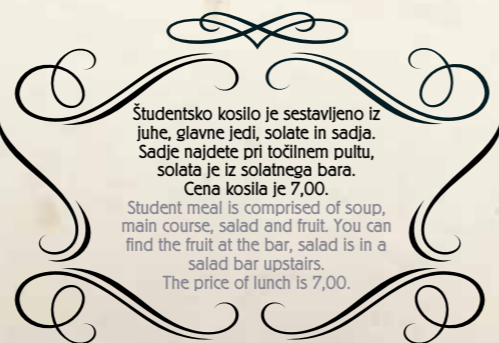 Študentsko kosilo je sestavljeno iz
juhe, glavne jedi, solate in sadja.
Sadje najdete pri točilnem pultu,
solata je iz solatnega bara.
Cena kosila je 7,00.
Student meal is comprised of soup,
main course, salad and fruit. You can
find the fruit at the bar, salad is in a
salad bar upstairs.
The price of lunch is 7,00.